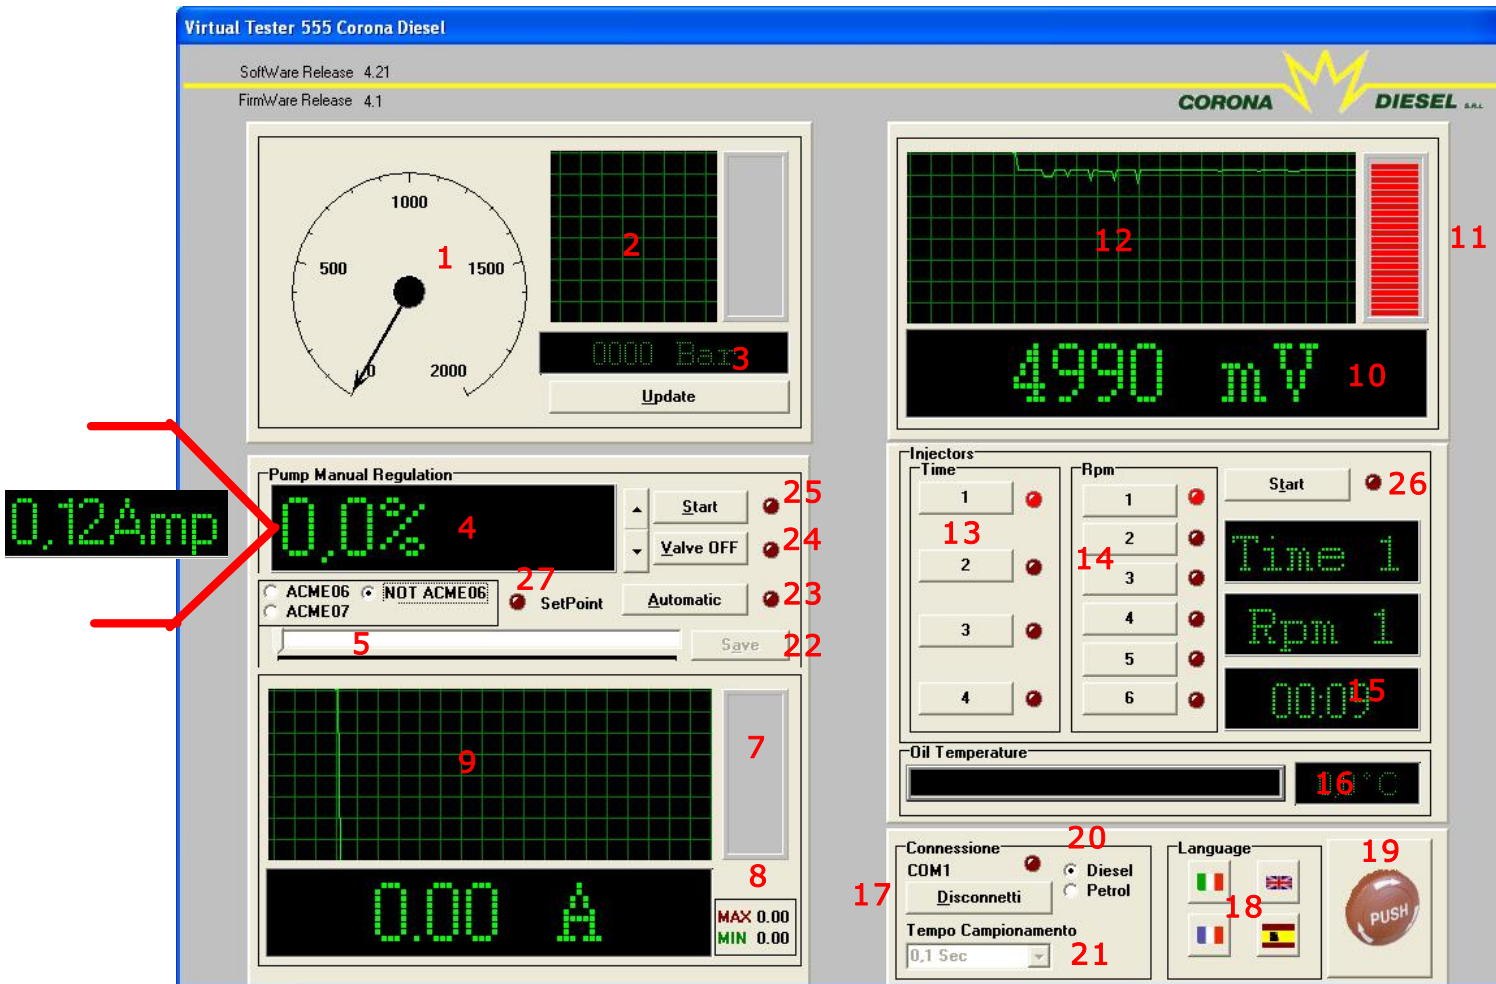 Virtual Tester 555 Corona Diesel
SoftWare Release 4.21
FirmWare Release 4.1
CORONA DIESEL S.R.L.
1000
500
1500
0
2000
1
2
0000 Bar
3
Update
12
11
4990 mV
10
Pump Manual Regulation
0,12Amp
0,0%
4
Start
25
Valve OFF
24
ACME06
NOT ACME06
ACME07
27
SetPoint
Automatic
23
5
Save
22
9
7
8
0.00 A
MAX 0.00
MIN 0.00
Injectors
Time
1
13
2
3
4
Rpm
1
2
14
3
4
5
6
Start
26
Time 1
Rpm 1
00:09
15
Oil Temperature
16
°C
Connessione
COM1
20
Diesel
Petrol
17
Disconnetti
Tempo Campionamento
0,1 Sec
21
Language
18
19
PUSH